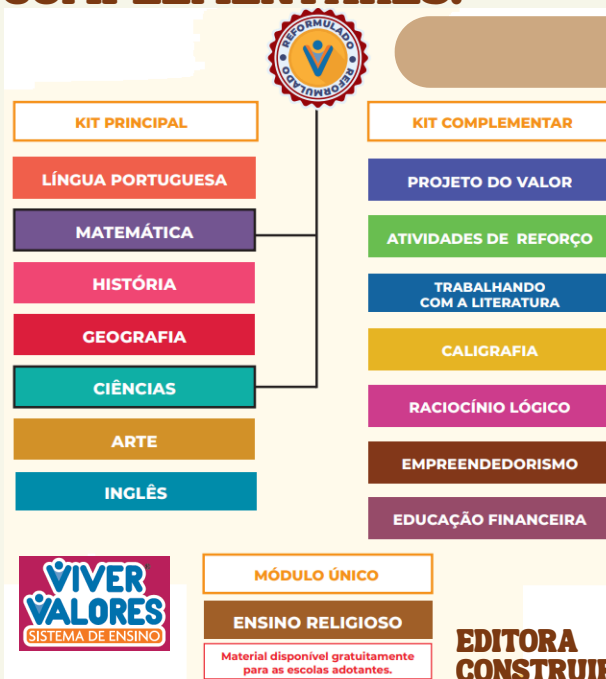 COMPLEMENTARES:
REFORMULADO
REFORMULADO
KIT PRINCIPAL
LÍNGUA PORTUGUESA
MATEMÁTICA
HISTÓRIA
GEOGRAFIA
CIÊNCIAS
ARTE
INGLÊS
KIT COMPLEMENTAR
PROJETO DO VALOR
ATIVIDADES DE REFORÇO
TRABALHANDO
COM A LITERATURA
CALIGRAFIA
RACIOCÍNIO LÓGICO
EMPREENDEDORISMO
EDUCAÇÃO FINANCEIRA
VIVER
VALORES
SISTEMA DE ENSINO
MÓDULO ÚNICO
ENSINO RELIGIOSO
Material disponível gratuitamente
para as escolas adotantes.
EDITORA
CONSTRUIR